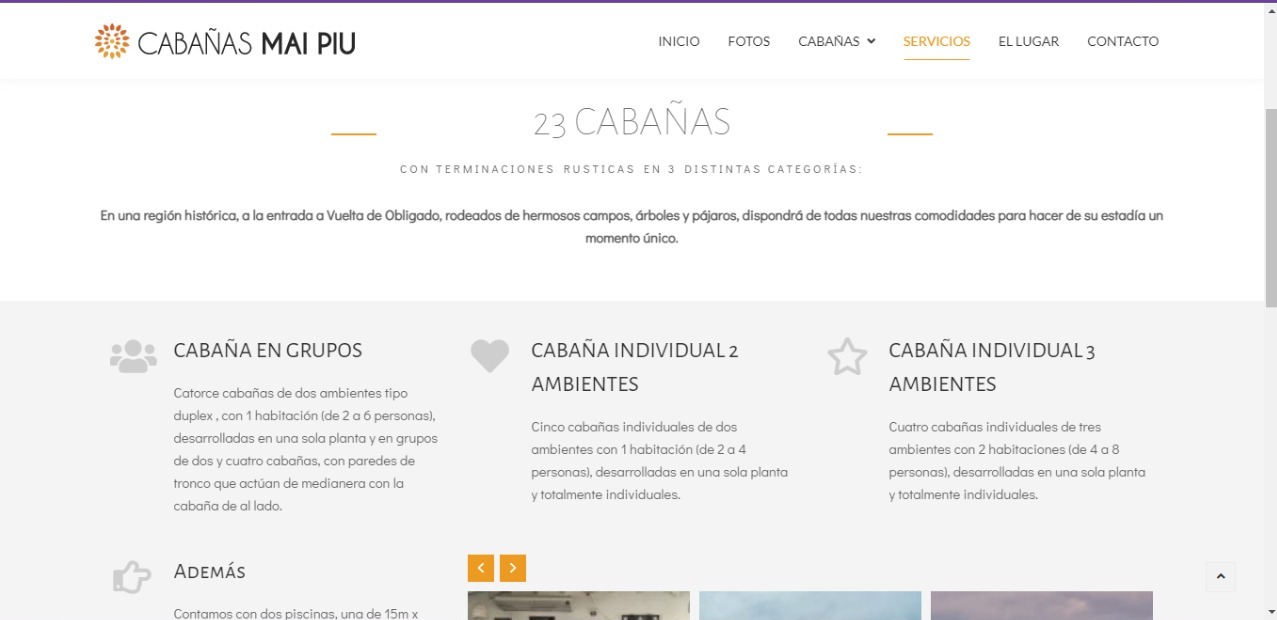 CABAÑAS MAI PIU
INICIO FOTOS CABAÑAS SERVICIOS EL LUGAR CONTACTO
23 CABAÑAS
CON TERMINACIONES RUSTICAS EN 3 DISTINTAS CATEGORÍAS:
En una región histórica, a la entrada a Vuelta de Obligado, rodeados de hermosos campos, árboles y pájaros, dispondrá de todas nuestras comodidades para hacer de su estadía un
momento único.
CABAÑA EN GRUPOS
Catorce cabañas de dos ambientes tipo
duplex , con 1 habitación (de 2 a 6 personas),
desarrolladas en una sola planta y en grupos
de dos y cuatro cabañas, con paredes de
tronco que actúan de medianera con la
cabaña de al lado.
CABAÑA INDIVIDUAL 2
AMBIENTES
Cinco cabañas individuales de dos
ambientes con 1 habitación (de 2 a 4
personas), desarrolladas en una sola planta
y totalmente individuales.
CABAÑA INDIVIDUAL 3
AMBIENTES
Cuatro cabañas individuales de tres
ambientes con 2 habitaciones (de 4 a 8
personas), desarrolladas en una sola planta
y totalmente individuales.
Además
Contamos con dos piscinas, una de 15m x